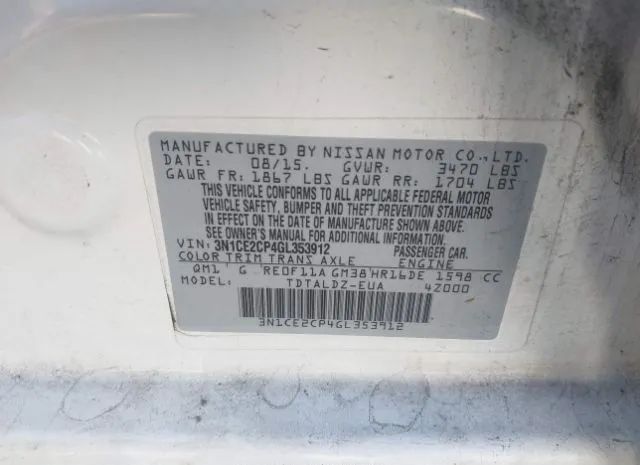 MANUFACTURED BY NISSAN MOTOR CO.,LTD.
DATE: 08/15. GVWR: 3470 LBS
GAWR FR: 1867 LBS GAWR RR: 1704 LBS
THIS VEHICLE CONFORMS TO ALL APPLICABLE FEDERAL MOTOR
VEHICLE SAFETY, BUMPER AND THEFT PREVENTION STANDARDS
IN EFFECT ON THE DATE OF MANUFACTURE SHOWN ABOVE.
SEE OWNER'S MANUAL FOR ADDITIONAL INFORMATION.
VIN: 3N1CE2CP4GL353912 PASSENGER CAR.
COLOR TRIM TRANS AXLE ENGINE
QM1 G RE0F11A GM38 HR16DE 1598 CC
MODEL: TDTALDZ-EUA 4Z000
3N1CE2CP4GL353912